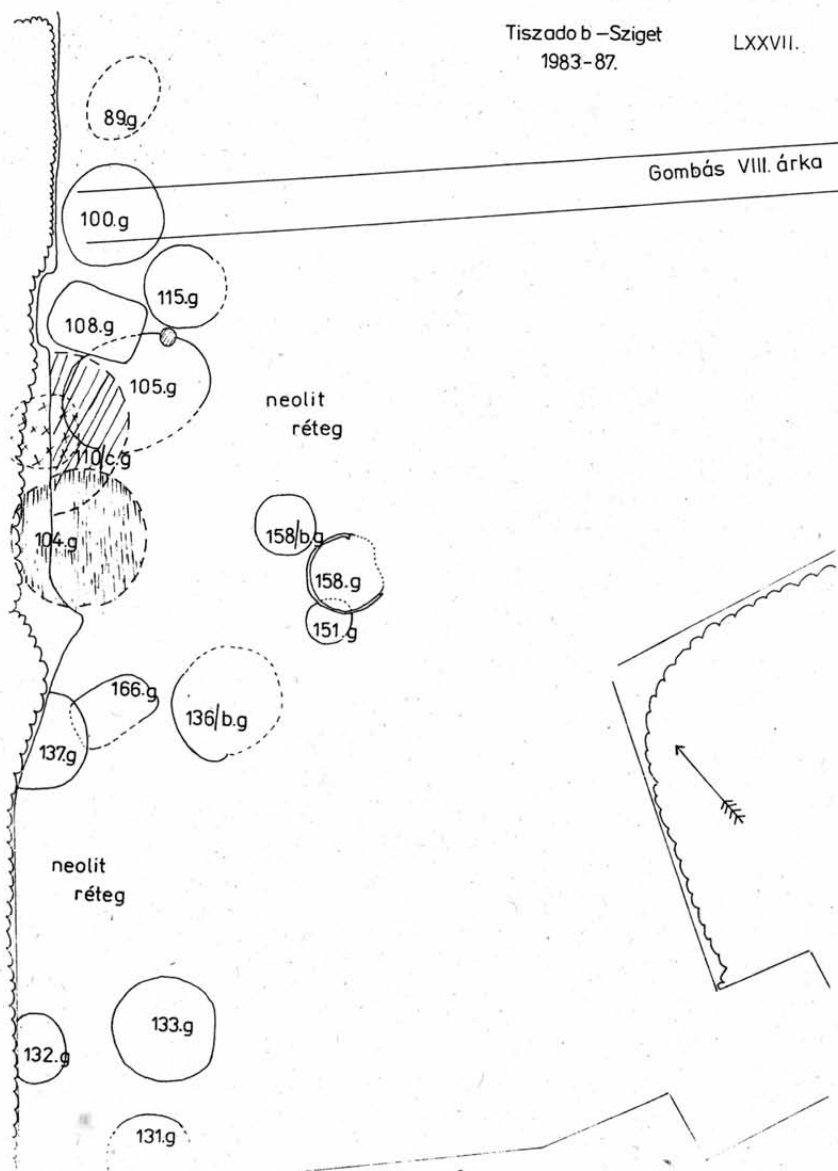 Tiszadob–Sziget
1983-87.
LXXVII.
89.g
Gombás VIII. árka
100.g
115.g
108.g
105.g
neolit
réteg
110/c.g
104.g
158/b.g
158.g
151.g
166.g
136/b.g
137.g
neolit
réteg
133.g
132.g
131.g